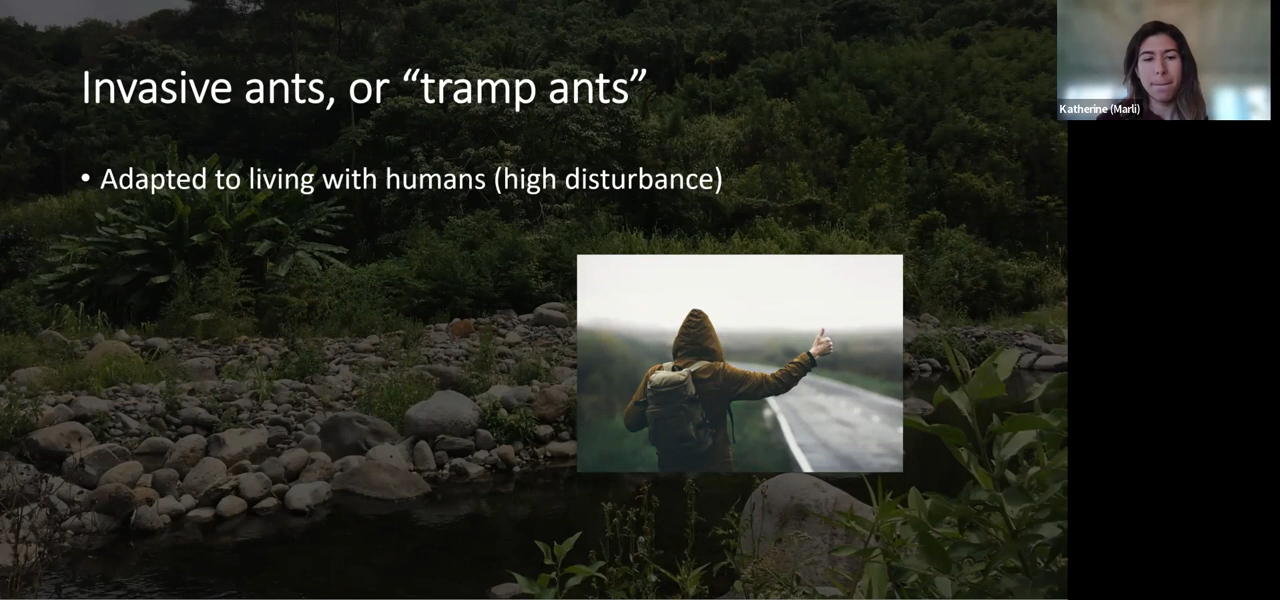 Invasive ants, or “tramp ants”
• Adapted to living with humans (high disturbance)
Katherine (Marli)